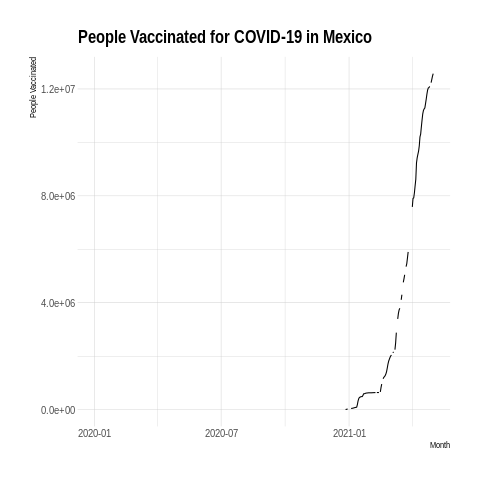 People Vaccinated for COVID-19 in Mexico
People Vaccinated
1.2e+07
8.0e+06
4.0e+06
0.0e+00
2020-01
2020-07
2021-01
Month